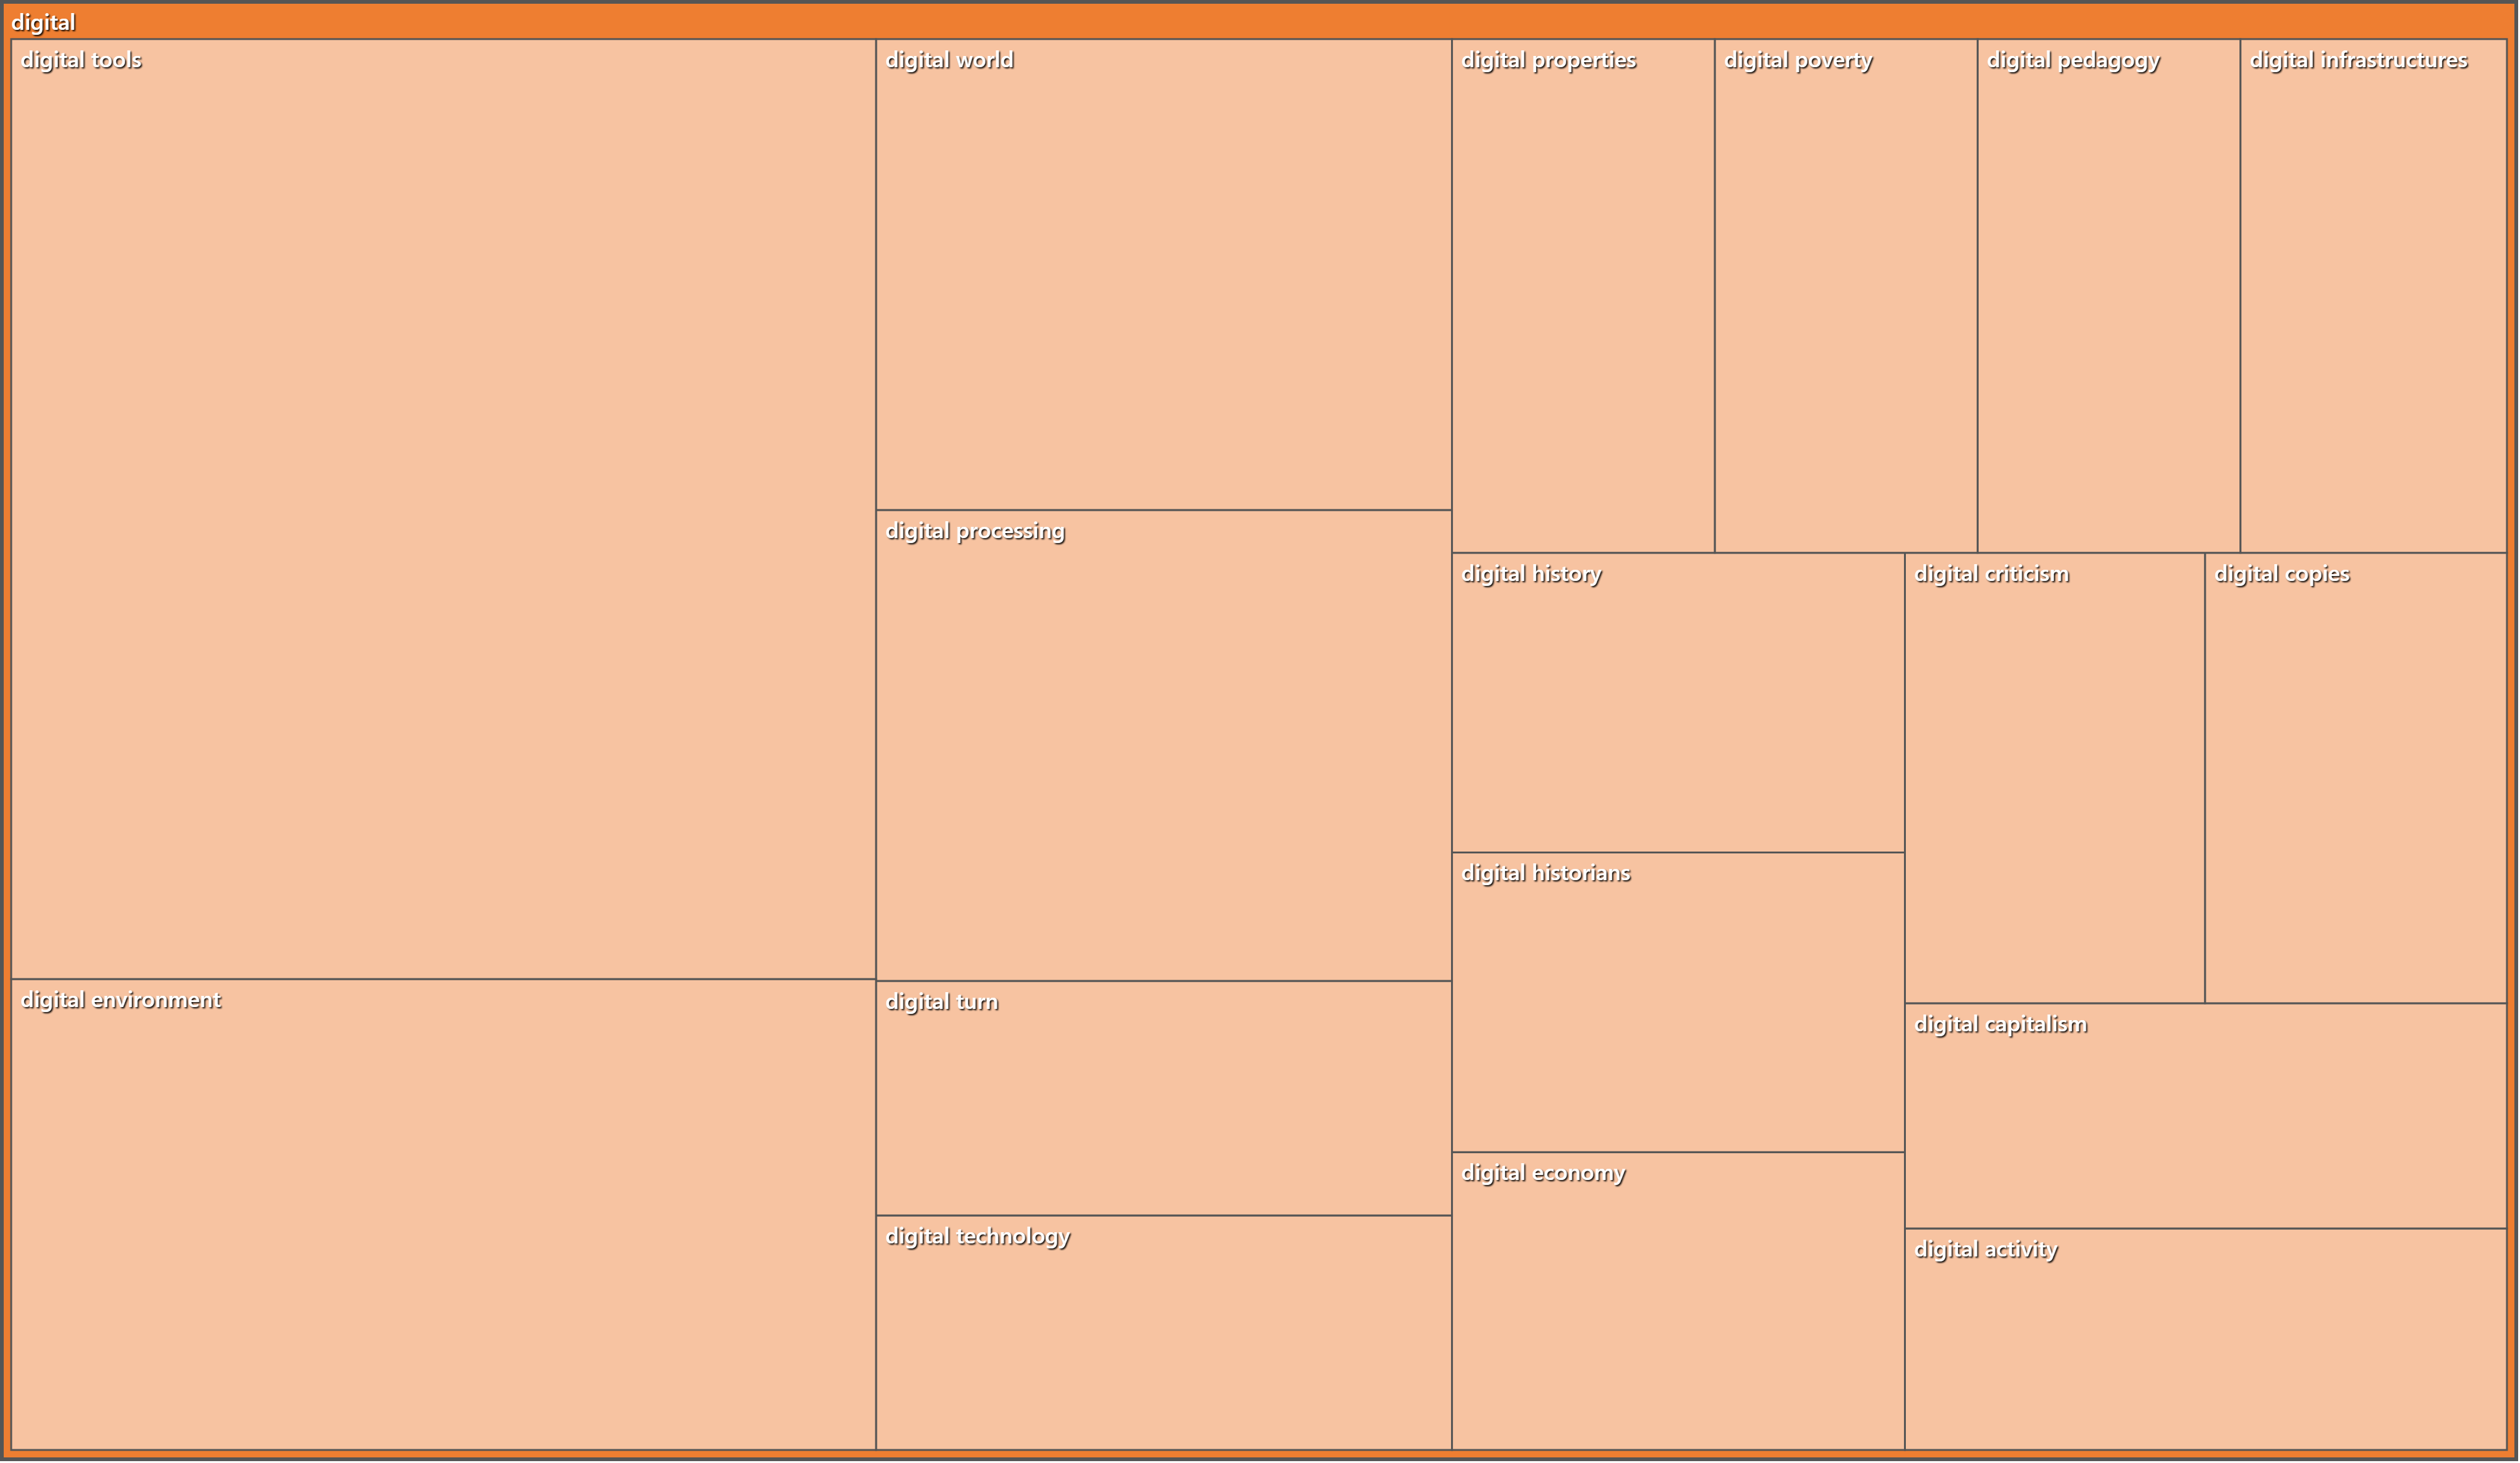 digital
digital tools
digital environment
digital world
digital processing
digital turn
digital technology
digital properties
digital poverty
digital pedagogy
digital infrastructures
digital history
digital historians
digital economy
digital criticism
digital copies
digital capitalism
digital activity